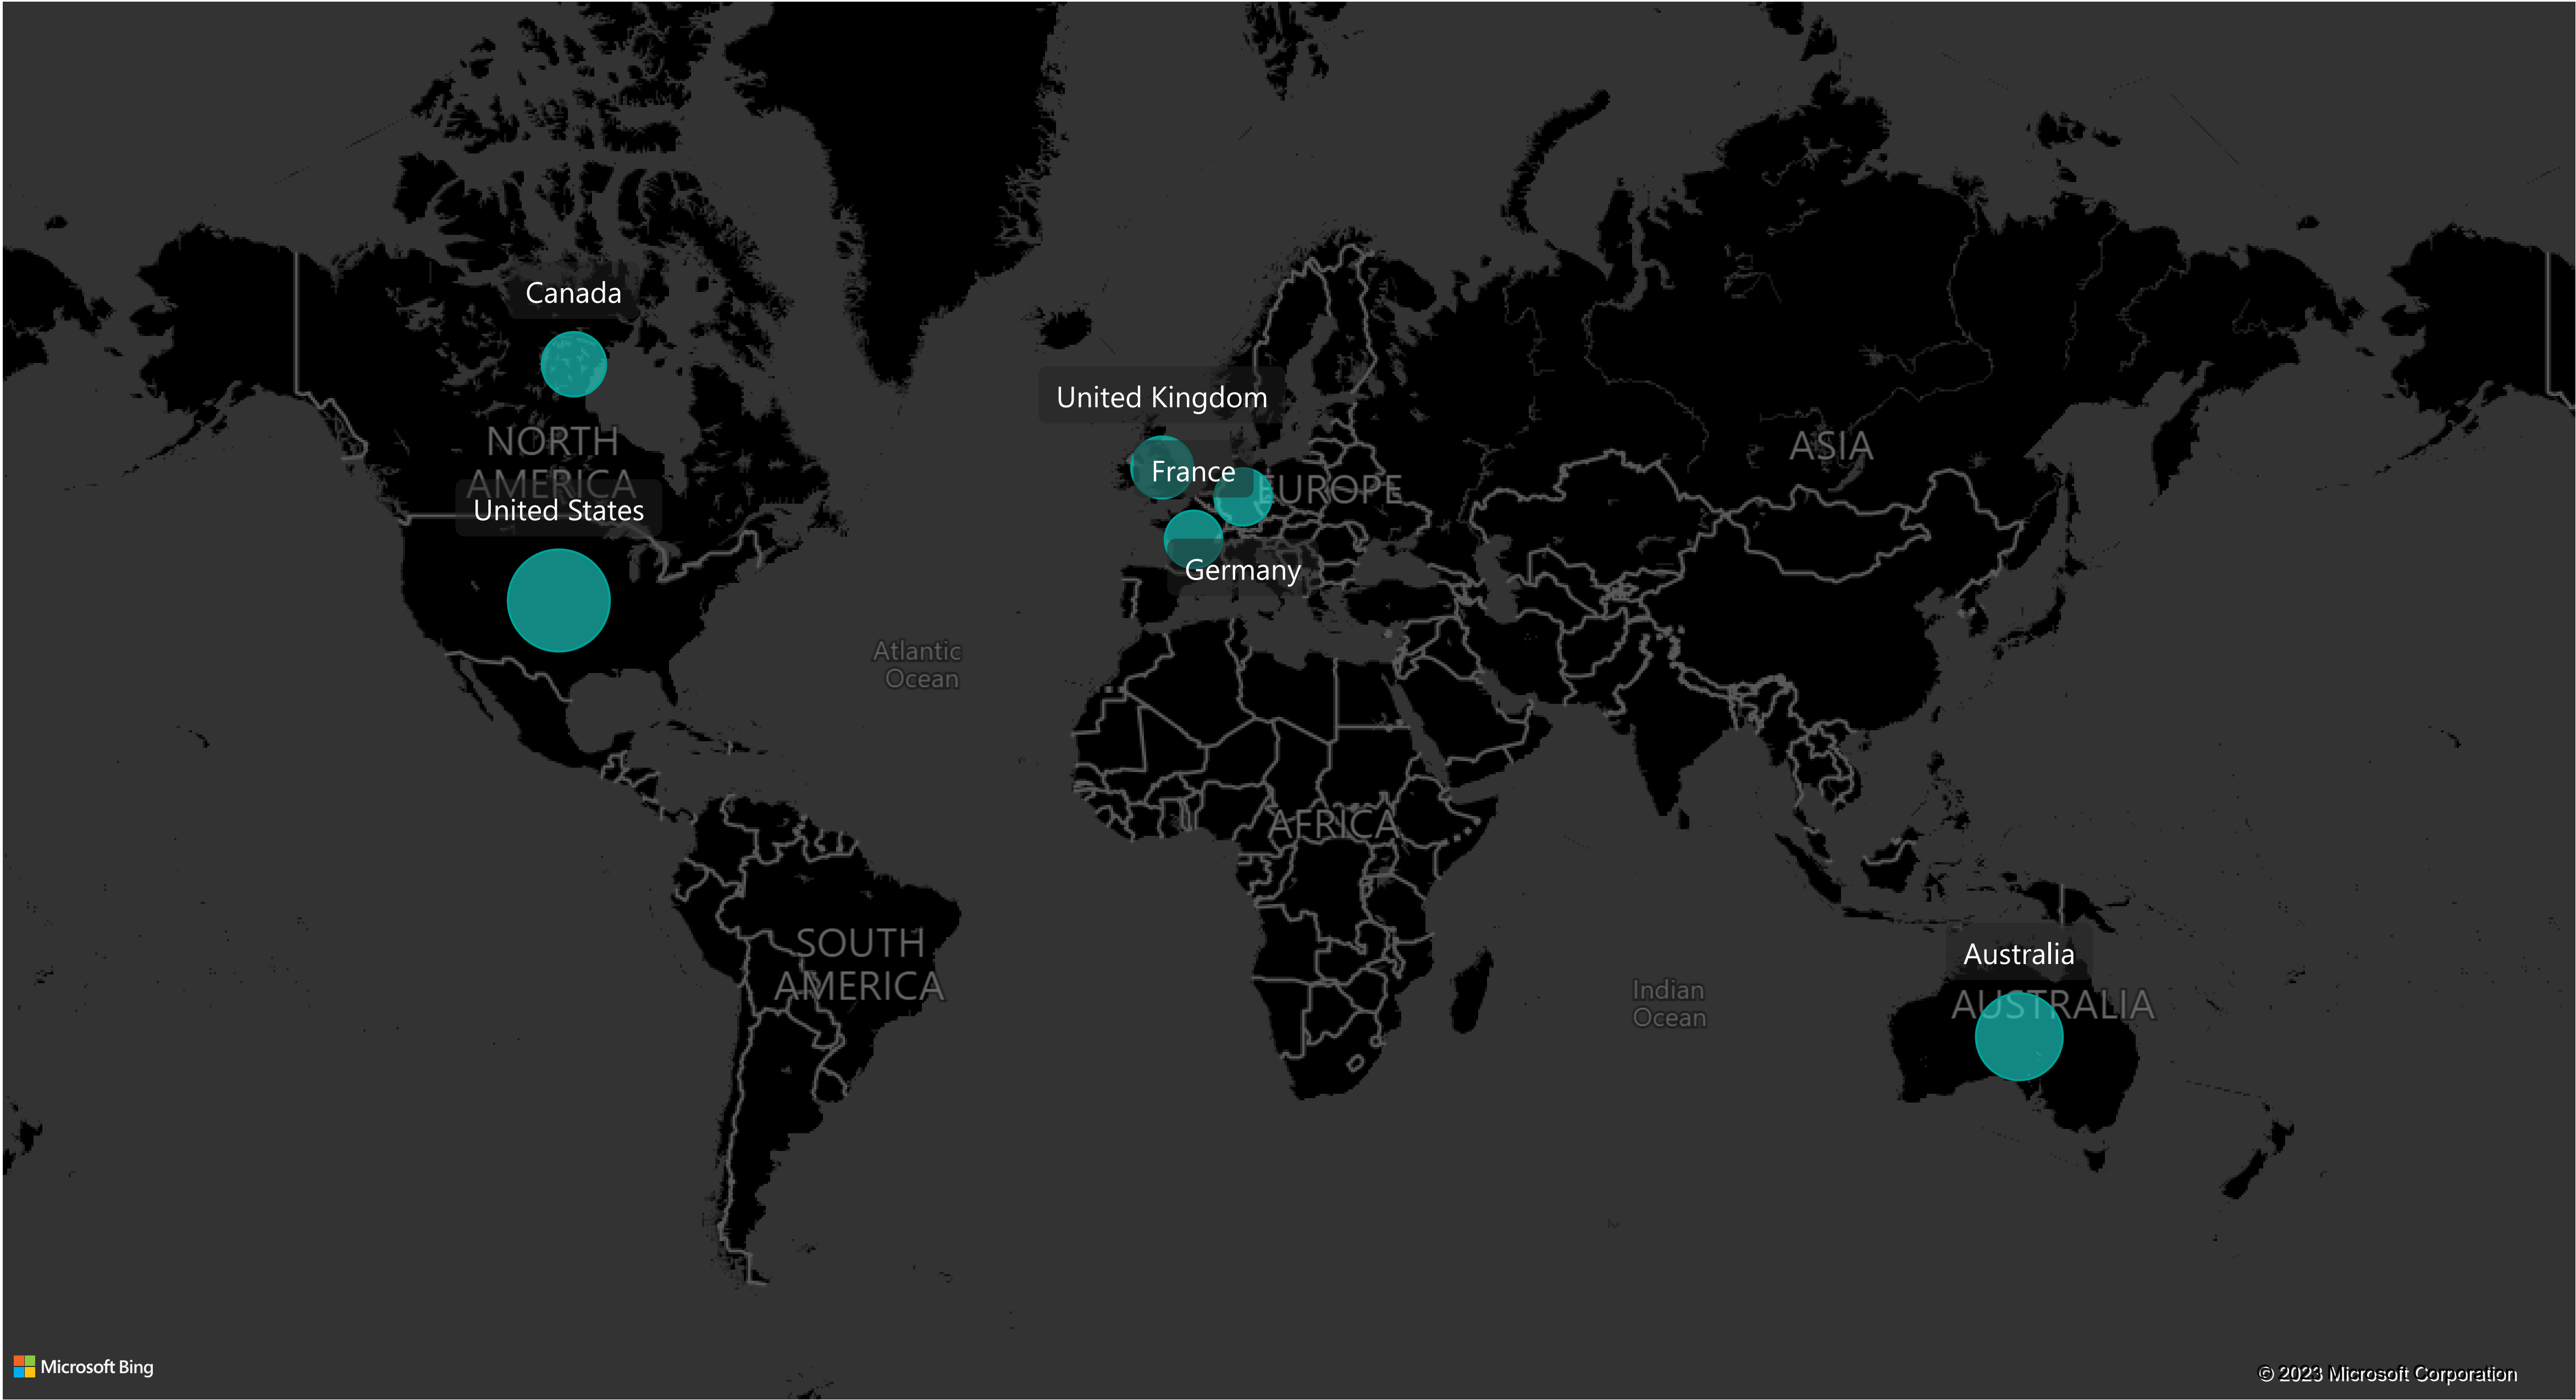 Canada
United Kingdom
NORTH
AMERICA
ASIA
France
EUROPE
United States
Germany
Atlantic
Ocean
AFRICA
SOUTH
AMERICA
Australia
AUSTRALIA
Indian
Ocean
Microsoft Bing
© 2023 Microsoft Corporation